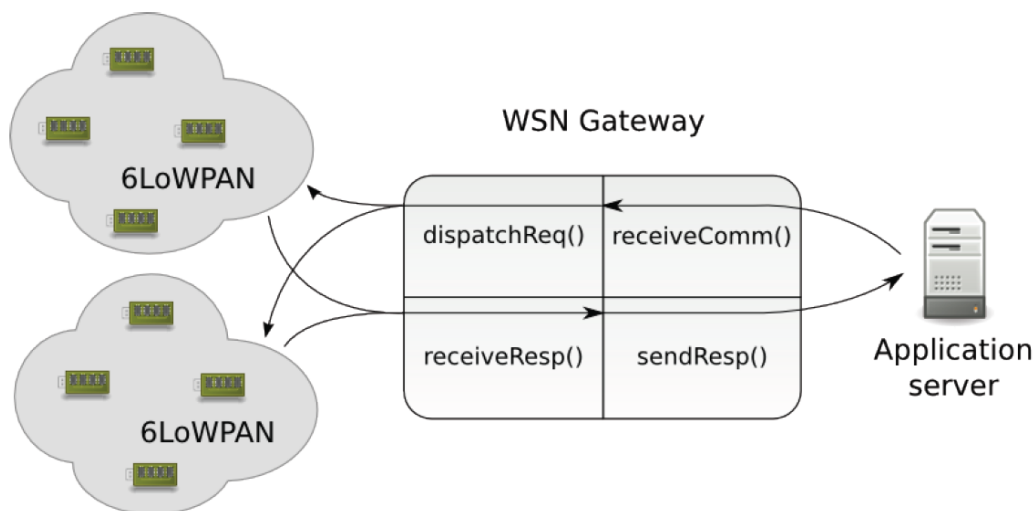 WSN Gateway
6LoWPAN
dispatchReq()
receiveComm()
receiveResp()
sendResp()
Application
server
6LoWPAN